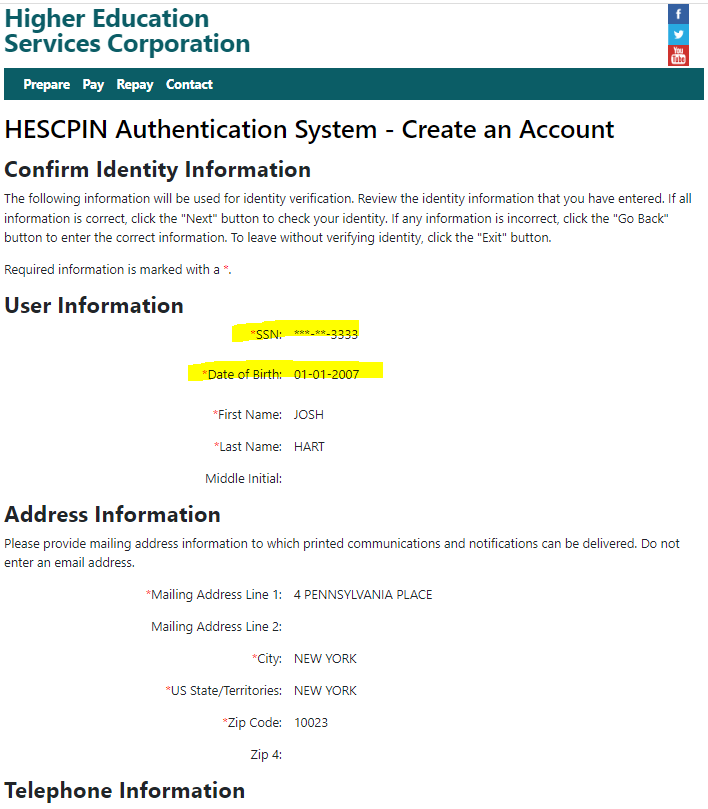 Higher Education
Services Corporation
f
You
Tube
Prepare Pay Repay Contact
HESCPIN Authentication System - Create an Account
Confirm Identity Information
The following information will be used for identity verification. Review the identity information that you have entered. If all
information is correct, click the "Next" button to check your identity. If any information is incorrect, click the "Go Back"
button to enter the correct information. To leave without verifying identity, click the "Exit" button.
Required information is marked with a *.
User Information
*SSN: ***-**-3333
*Date of Birth: 01-01-2007
*First Name: JOSH
*Last Name: HART
Middle Initial:
Address Information
Please provide mailing address information to which printed communications and notifications can be delivered. Do not
enter an email address.
*Mailing Address Line 1: 4 PENNSYLVANIA PLACE
Mailing Address Line 2:
*City: NEW YORK
*US State/Territories: NEW YORK
*Zip Code: 10023
Zip 4:
Telephone Information